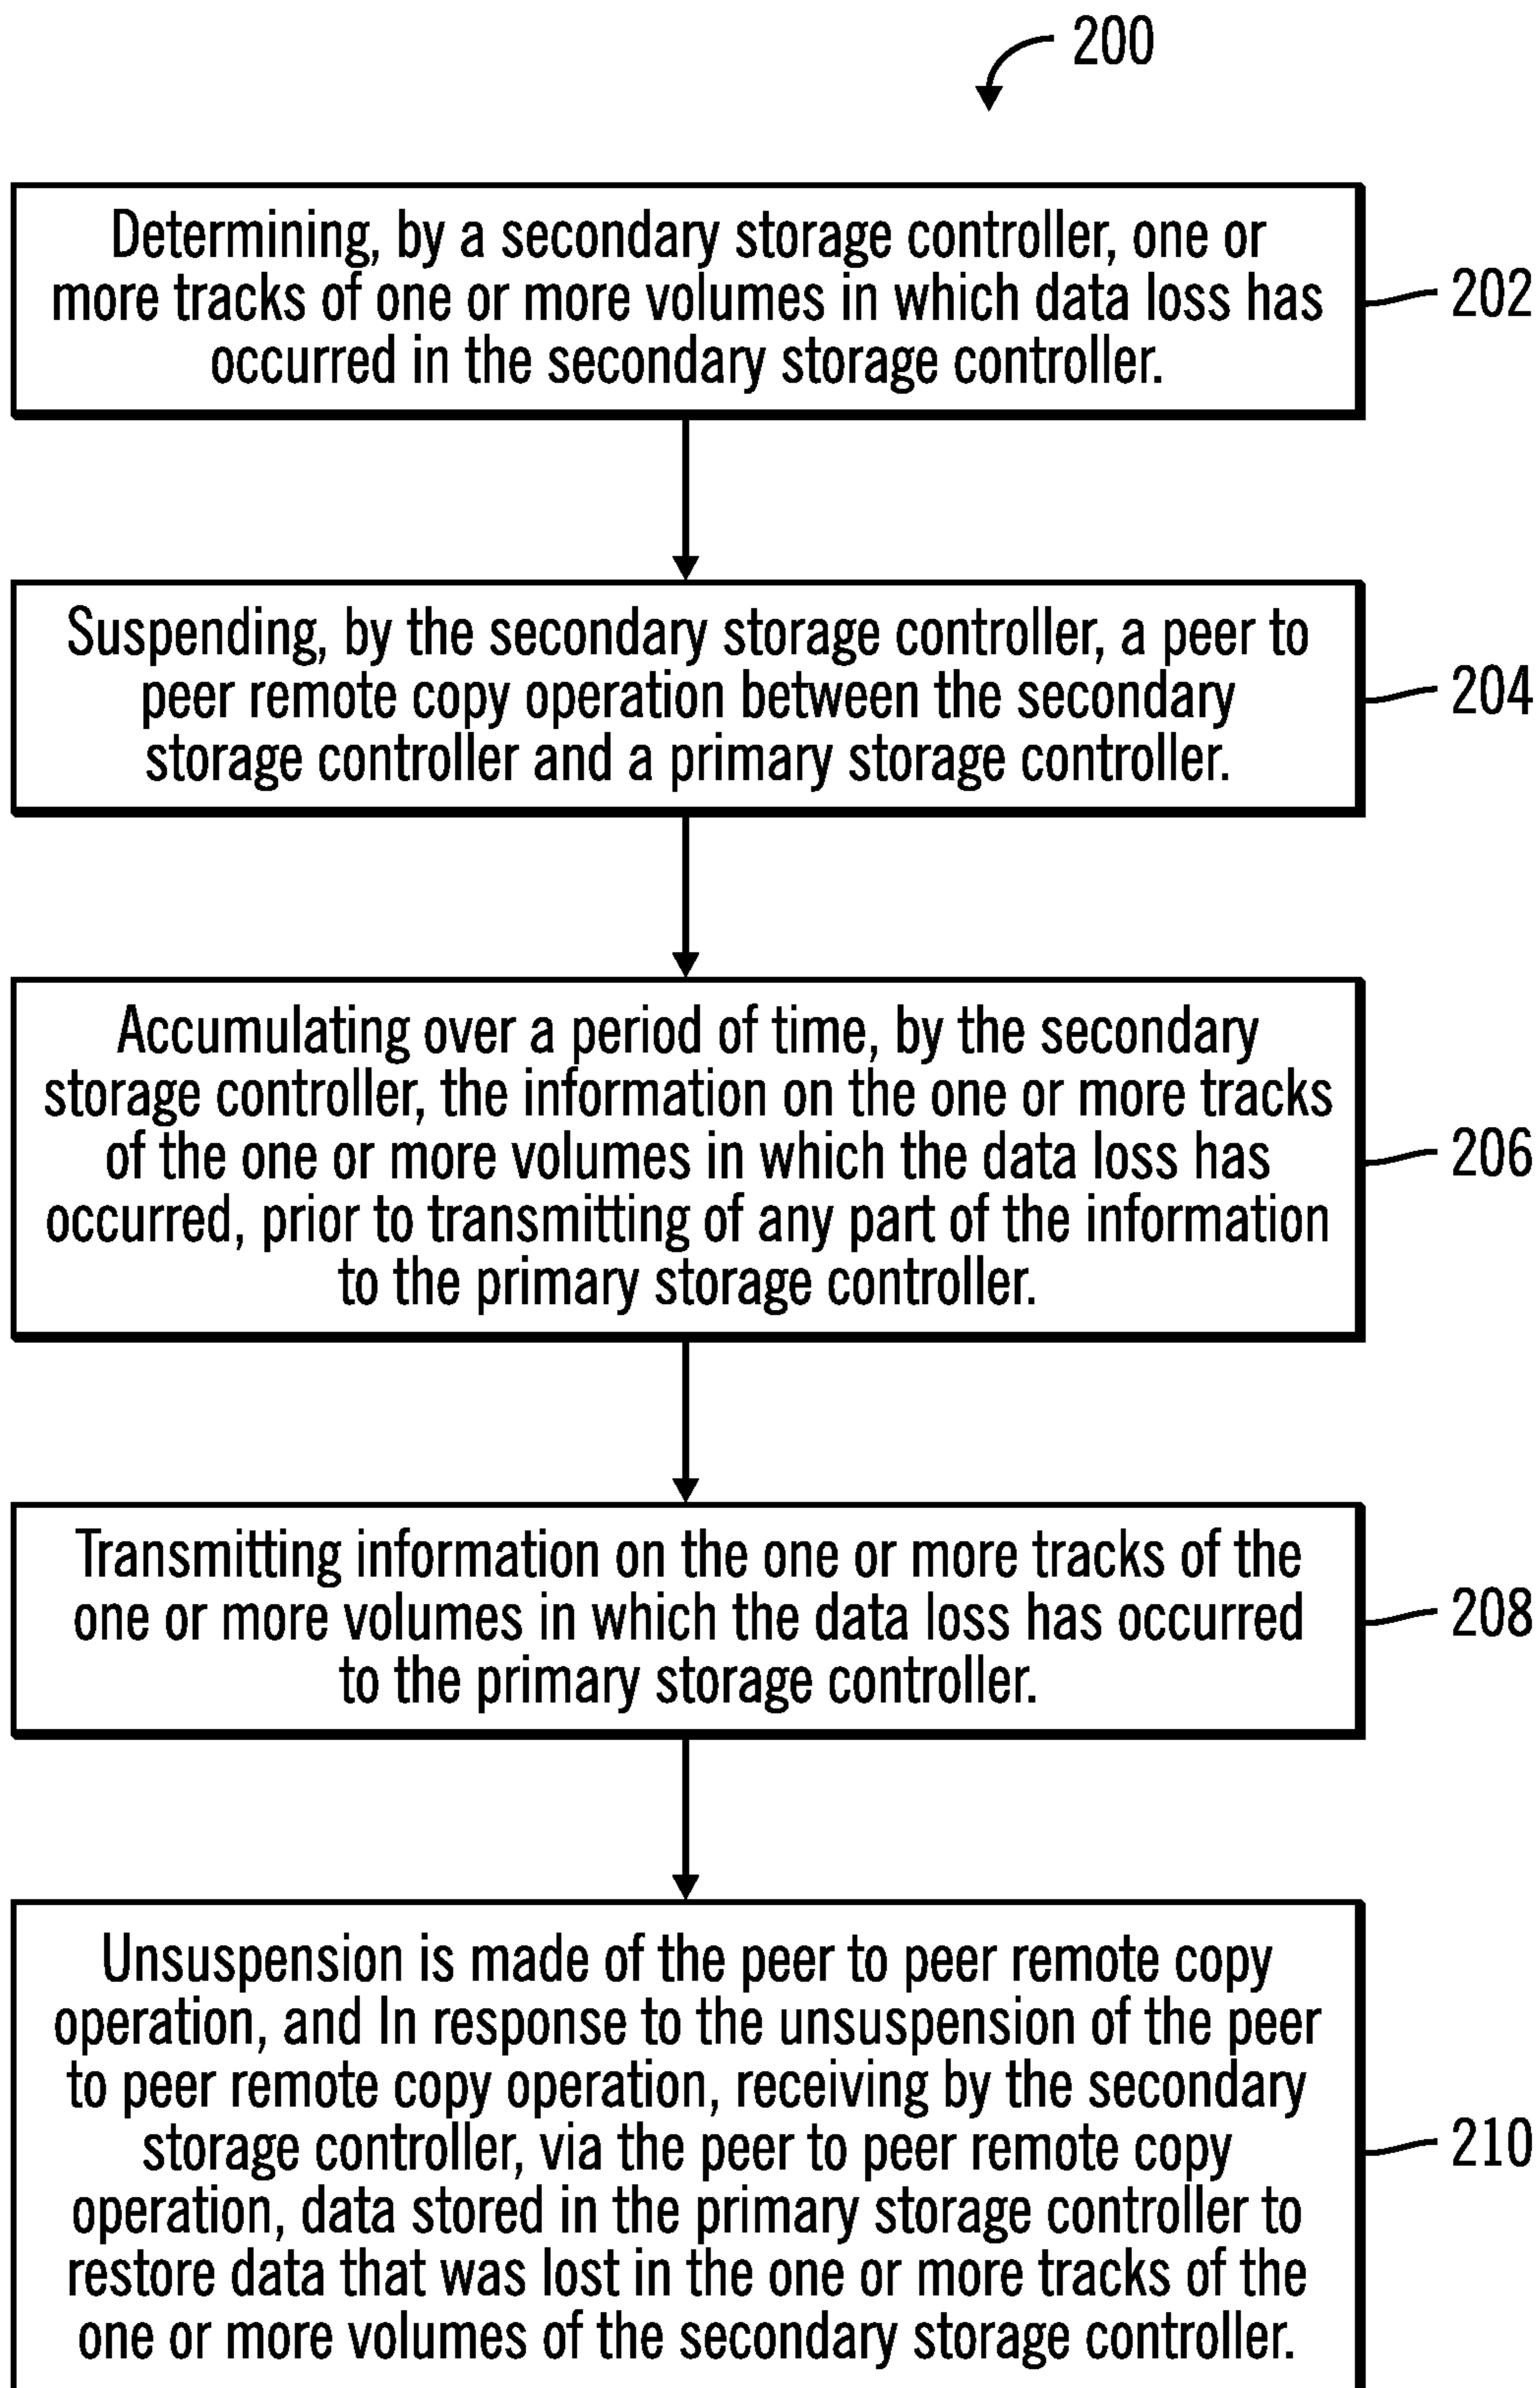 200
Determining, by a secondary storage controller, one or
more tracks of one or more volumes in which data loss has
occurred in the secondary storage controller.
202
Suspending, by the secondary storage controller, a peer to
peer remote copy operation between the secondary
storage controller and a primary storage controller.
204
Accumulating over a period of time, by the secondary
storage controller, the information on the one or more tracks
of the one or more volumes in which the data loss has
occurred, prior to transmitting of any part of the information
to the primary storage controller.
206
Transmitting information on the one or more tracks of the
one or more volumes in which the data loss has occurred
to the primary storage controller.
208
Unsuspension is made of the peer to peer remote copy
operation, and In response to the unsuspension of the peer
to peer remote copy operation, receiving by the secondary
storage controller, via the peer to peer remote copy
operation, data stored in the primary storage controller to
restore data that was lost in the one or more tracks of the
one or more volumes of the secondary storage controller.
210